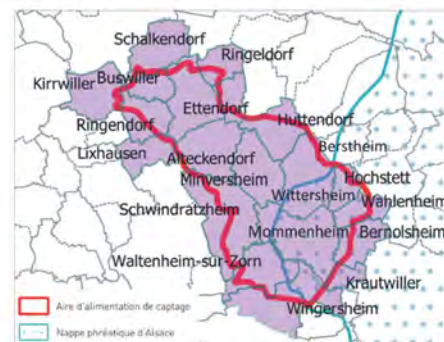 Schalkendorf
Ringeldorf
Kirrwiller
Buswiller
Ettendorf
Huttendorf
Ringendorf
Berstheim
Lixhausen
Alteckendorf
Hochstett
Minversheim
Wittersheim
Wahlenheim
Schwindratzheim
Mommenheim
Bernolsheim
Waltenheim-sur-Zorn
Krautwiller
Wingersheim
Aire d'alimentation de captage
Nappe phréatique d'Alsace